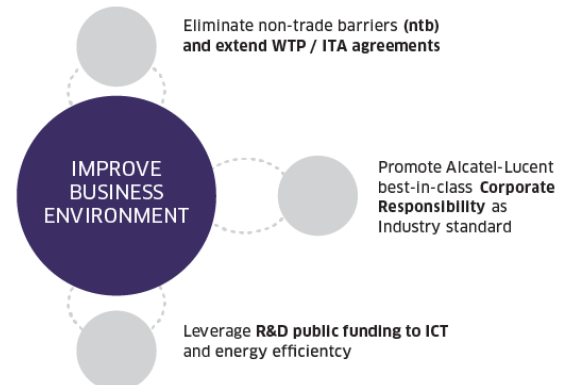 Eliminate non-trade barriers (ntb)
and extend WTP / ITA agreements
IMPROVE
BUSINESS
ENVIRONMENT
Promote Alcatel-Lucent
best-in-class Corporate
Responsibility as
Industry standard
Leverage R&D public funding to ICT
and energy efficientcy